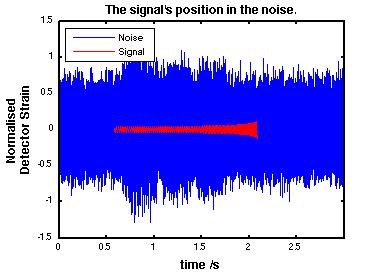 The signal's position in the noise.
1.5
Noise
Signal
1
0.5
0
-0.5
-1
-1.5
Normalised
Detector Strain
0 0.5 1 1.5 2 2.5
time /s